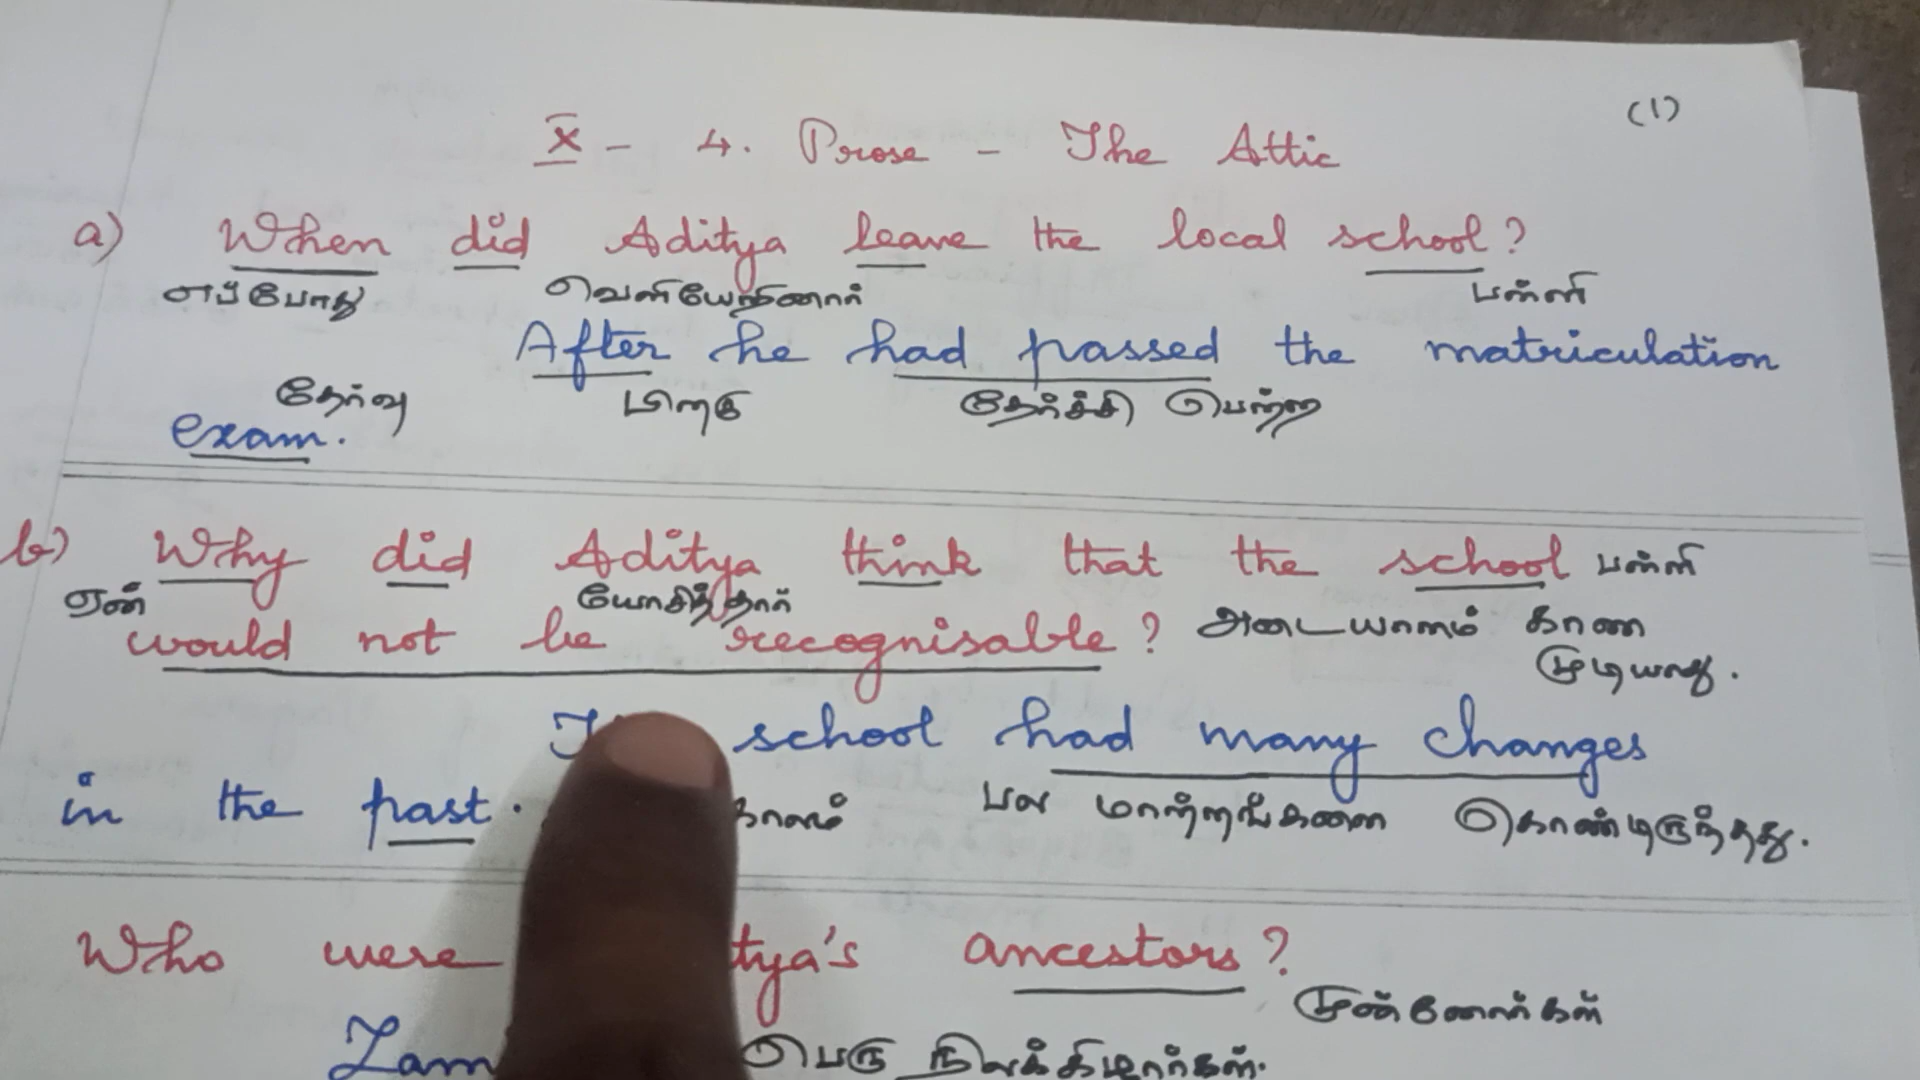 (1)
X - 4. Prose - The Attic
a) When did Aditya leave the local school?
எப்போது வெளியேறினார் பள்ளி
After he had passed the matriculation
தேர்வு பிறகு தேர்ச்சி பெற்ற
exam.
b) Why did Aditya think that the school பள்ளி
ஏன் யோசித்தார்
would not be recognisable? அடையாளம் காண
முடியாது.
school had many changes
in the past. காலம் பல மாற்றங்களை கொண்டிருந்தது.
Who were tya's ancestors?
முன்னோர்கள்
Zam பெரு நிலக்கிழார்கள்.